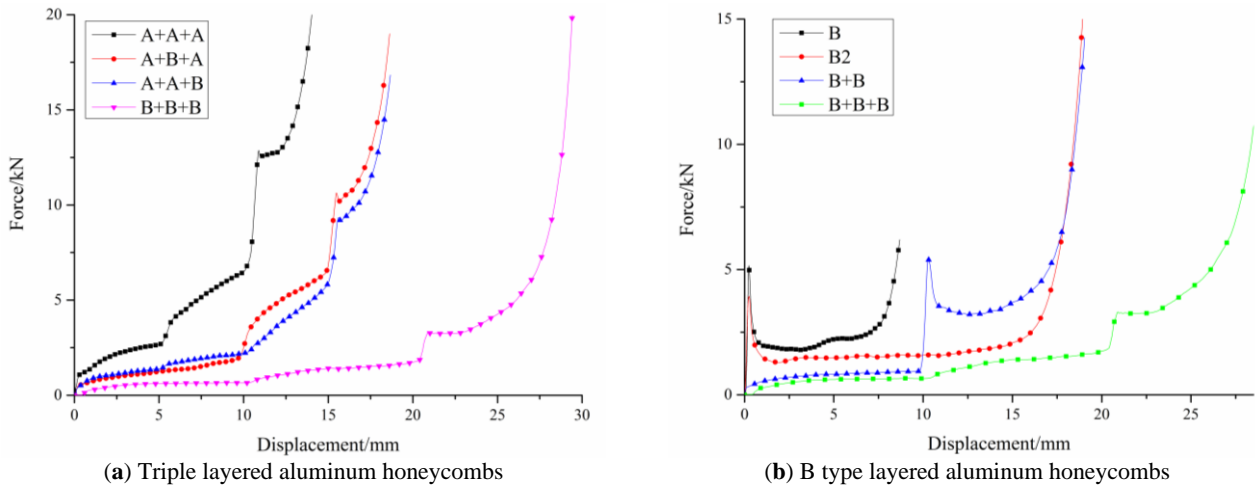 20
15
10
5
0
Force/kN
A+A+A
A+B+A
A+A+B
B+B+B
0 5 10 15 20 25 30
Displacement/mm
(a) Triple layered aluminum honeycombs
15
10
5
0
Force/kN
B
B2
B+B
B+B+B
0 5 10 15 20 25
Displacement/mm
(b) B type layered aluminum honeycombs